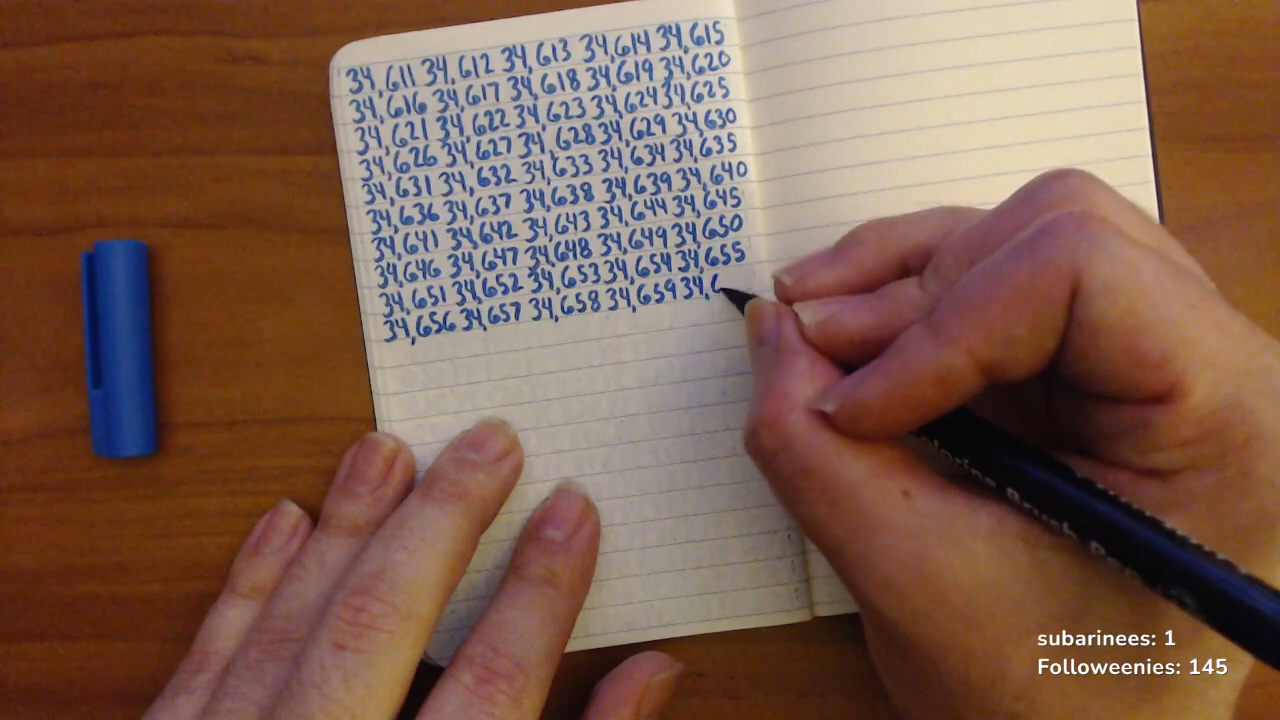 34,611 34,612 34,613 34,614 34,615
34,616 34,617 34,618 34,619 34,620
34,621 34,622 34,623 34,624 34,625
34,626 34,627 34,628 34,629 34,630
34,631 34,632 34,633 34,634 34,635
34,636 34,637 34,638 34,639 34,640
34,641 34,642 34,643 34,644 34,645
34,646 34,647 34,648 34,649 34,650
34,651 34,652 34,653 34,654 34,655
34,656 34,657 34,658 34,659 34,6
Brush Pen
subarinees: 1
Followeenies: 145